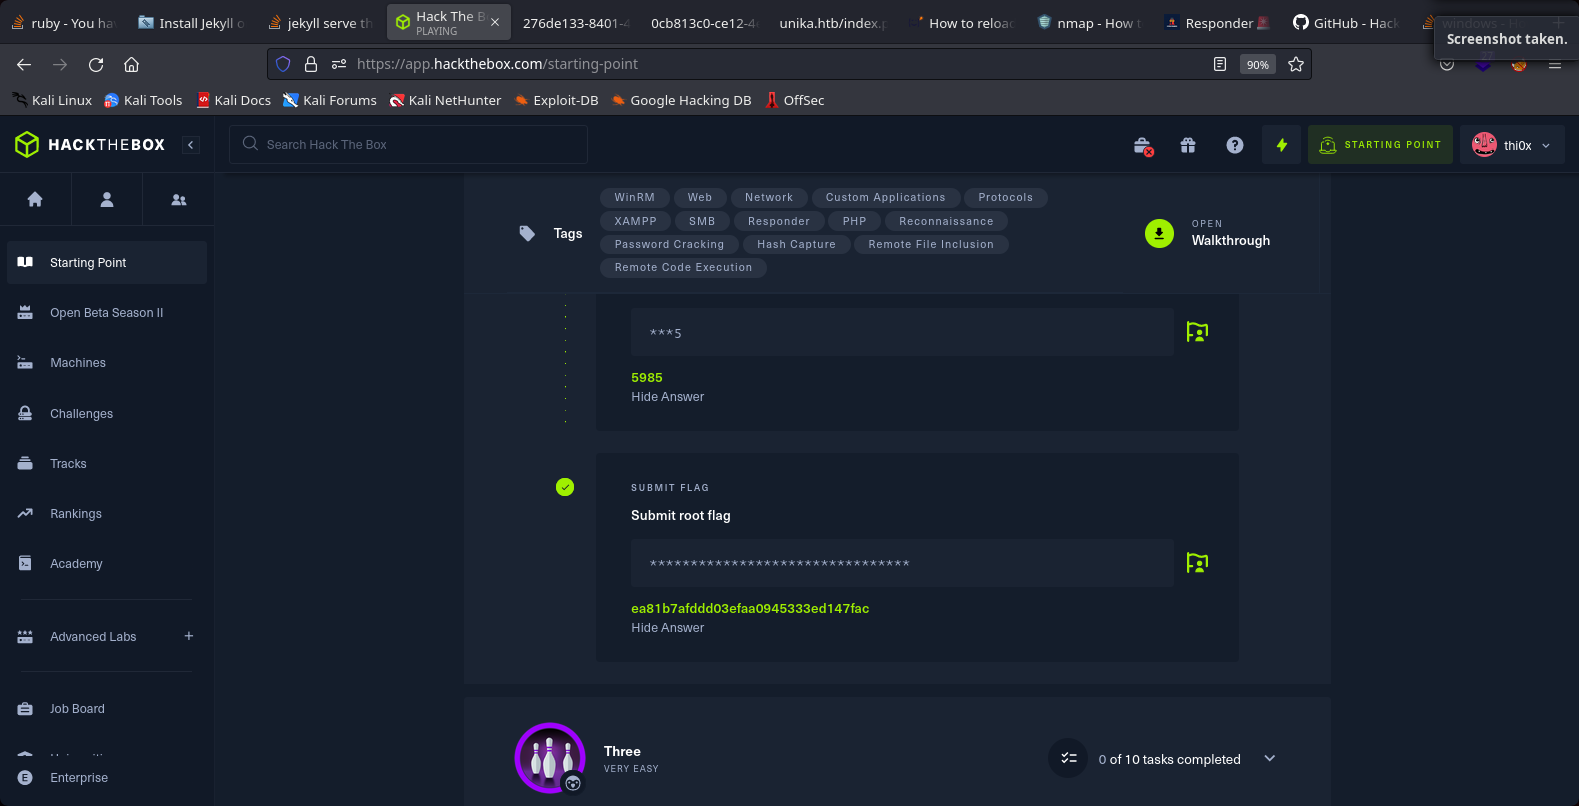 ruby - You ha
Install Jekyll o
jekyll serve th
Hack The B
PLAYING
276de133-8401-4
0cb813c0-ce12-4
unika.htb/index.p
How to reloa
nmap - How t
Responder
GitHub - Hack
windows - H
Screenshot taken.
https://app.hackthebox.com/starting-point
90%
Kali Linux
Kali Tools
Kali Docs
Kali Forums
Kali NetHunter
Exploit-DB
Google Hacking DB
OffSec
HACKTHEBOX
Search Hack The Box
STARTING POINT
thi0x
Starting Point
Open Beta Season II
Machines
Challenges
Tracks
Rankings
Academy
Advanced Labs
Job Board
E Enterprise
Tags
WinRM Web Network Custom Applications Protocols
XAMPP SMB Responder PHP Reconnaissance
Password Cracking Hash Capture Remote File Inclusion
Remote Code Execution
OPEN
Walkthrough
***5
5985
Hide Answer
SUBMIT FLAG
Submit root flag
********************************
ea81b7afddd03efaa0945333ed147fac
Hide Answer
Three
VERY EASY
0 of 10 tasks completed